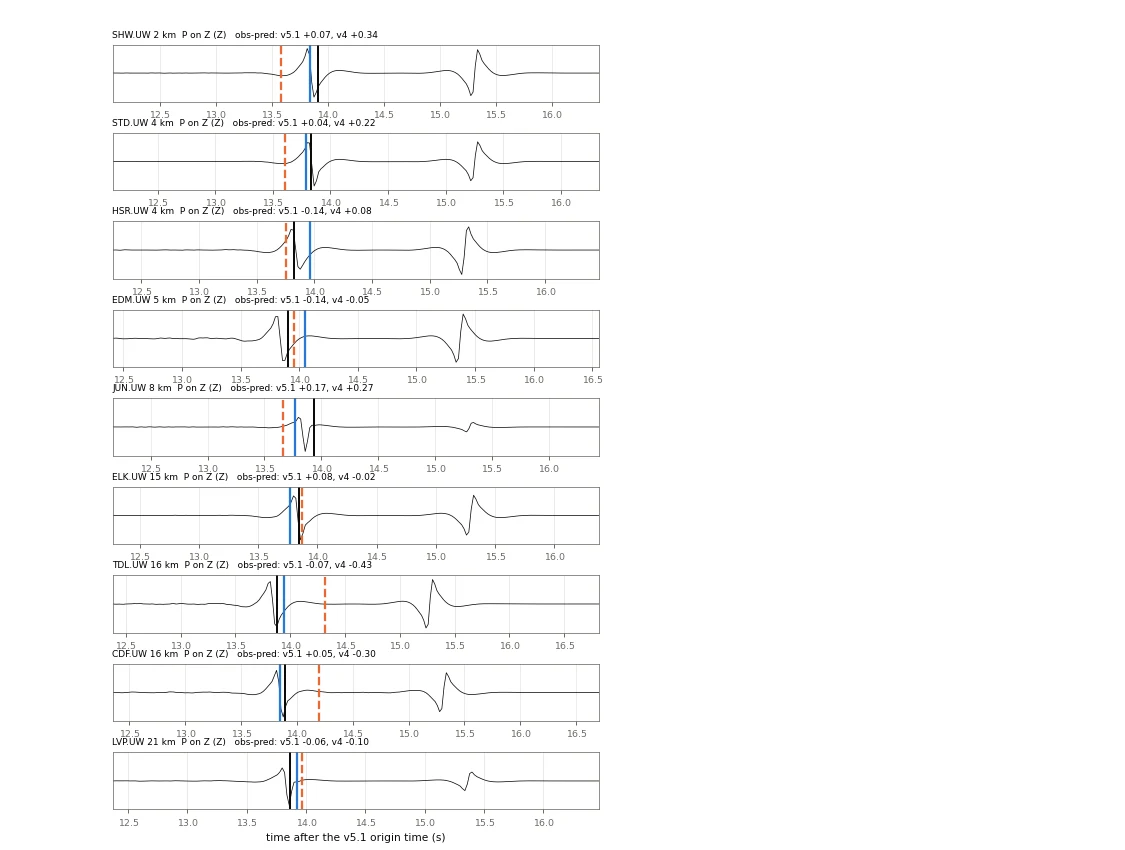 SHW.UW 2 km  P on Z (Z)   obs-pred: v5.1 +0.07, v4 +0.34
12.5 13.0 13.5 14.0 14.5 15.0 15.5 16.0
STD.UW 4 km  P on Z (Z)   obs-pred: v5.1 +0.04, v4 +0.22
12.5 13.0 13.5 14.0 14.5 15.0 15.5 16.0
HSR.UW 4 km  P on Z (Z)   obs-pred: v5.1 -0.14, v4 +0.08
12.5 13.0 13.5 14.0 14.5 15.0 15.5 16.0
EDM.UW 5 km  P on Z (Z)   obs-pred: v5.1 -0.14, v4 -0.05
12.5 13.0 13.5 14.0 14.5 15.0 15.5 16.0 16.5
JUN.UW 8 km  P on Z (Z)   obs-pred: v5.1 +0.17, v4 +0.27
12.5 13.0 13.5 14.0 14.5 15.0 15.5 16.0
ELK.UW 15 km  P on Z (Z)   obs-pred: v5.1 +0.08, v4 -0.02
12.5 13.0 13.5 14.0 14.5 15.0 15.5 16.0
TDL.UW 16 km  P on Z (Z)   obs-pred: v5.1 -0.07, v4 -0.43
12.5 13.0 13.5 14.0 14.5 15.0 15.5 16.0 16.5
CDF.UW 16 km  P on Z (Z)   obs-pred: v5.1 +0.05, v4 -0.30
12.5 13.0 13.5 14.0 14.5 15.0 15.5 16.0 16.5
LVP.UW 21 km  P on Z (Z)   obs-pred: v5.1 -0.06, v4 -0.10
12.5 13.0 13.5 14.0 14.5 15.0 15.5 16.0
time after the v5.1 origin time (s)